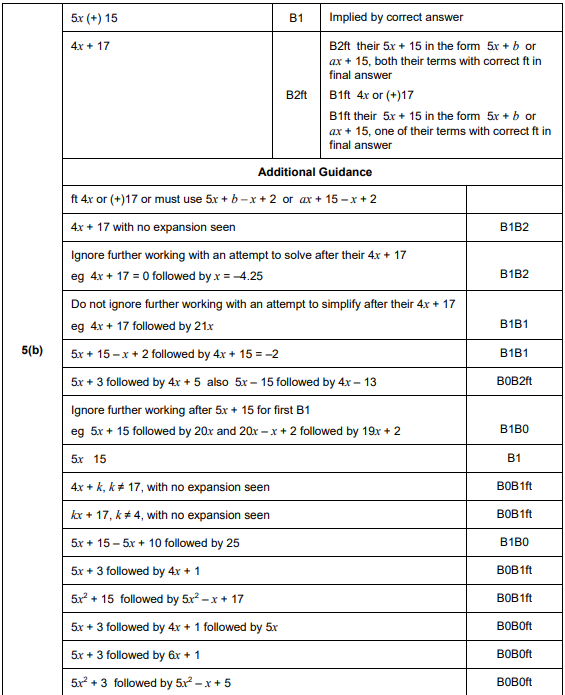 5x (+) 15 B1 Implied by correct answer
4x + 17 B2ft B2ft their 5x + 15 in the form 5x + b or
ax + 15, both their terms with correct ft in
final answer
B1ft 4x or (+)17
B1ft their 5x + 15 in the form 5x + b or
ax + 15, one of their terms with correct ft in
final answer
Additional Guidance
ft 4x or (+)17 or must use 5x + b – x + 2 or ax + 15 – x + 2
4x + 17 with no expansion seen B1B2
Ignore further working with an attempt to solve after their 4x + 17
eg 4x + 17 = 0 followed by x = –4.25 B1B2
Do not ignore further working with an attempt to simplify after their 4x + 17
eg 4x + 17 followed by 21x B1B1
5(b)
5x + 15 – x + 2 followed by 4x + 15 = –2 B1B1
5x + 3 followed by 4x + 5 also 5x – 15 followed by 4x – 13 B0B2ft
Ignore further working after 5x + 15 for first B1
eg 5x + 15 followed by 20x and 20x – x + 2 followed by 19x + 2 B1B0
5x 15 B1
4x + k, k ≠ 17, with no expansion seen B0B1ft
kx + 17, k ≠ 4, with no expansion seen B0B1ft
5x + 15 – 5x + 10 followed by 25 B1B0
5x + 3 followed by 4x + 1 B0B1ft
5x² + 15 followed by 5x² – x + 17 B0B1ft
5x + 3 followed by 4x + 1 followed by 5x B0B0ft
5x + 3 followed by 6x + 1 B0B0ft
5x² + 3 followed by 5x² – x + 5 B0B0ft